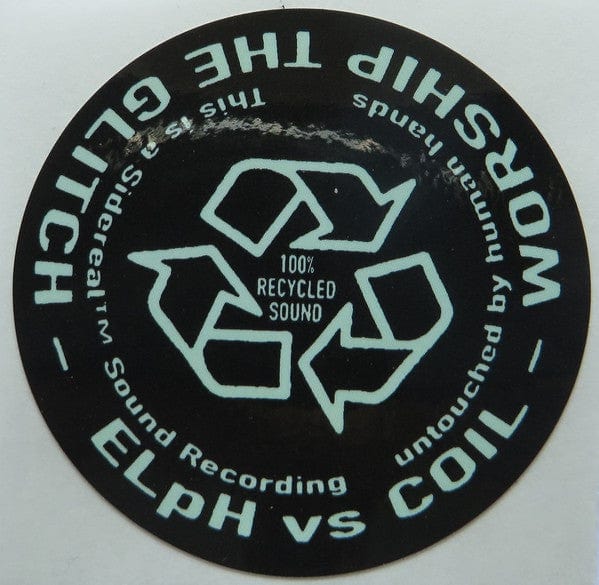 WORSHIP THE GLITCH
ELpH vs COIL
This is a Sidereal™ Sound Recording
untouched by human hands
100%
RECYCLED
SOUND